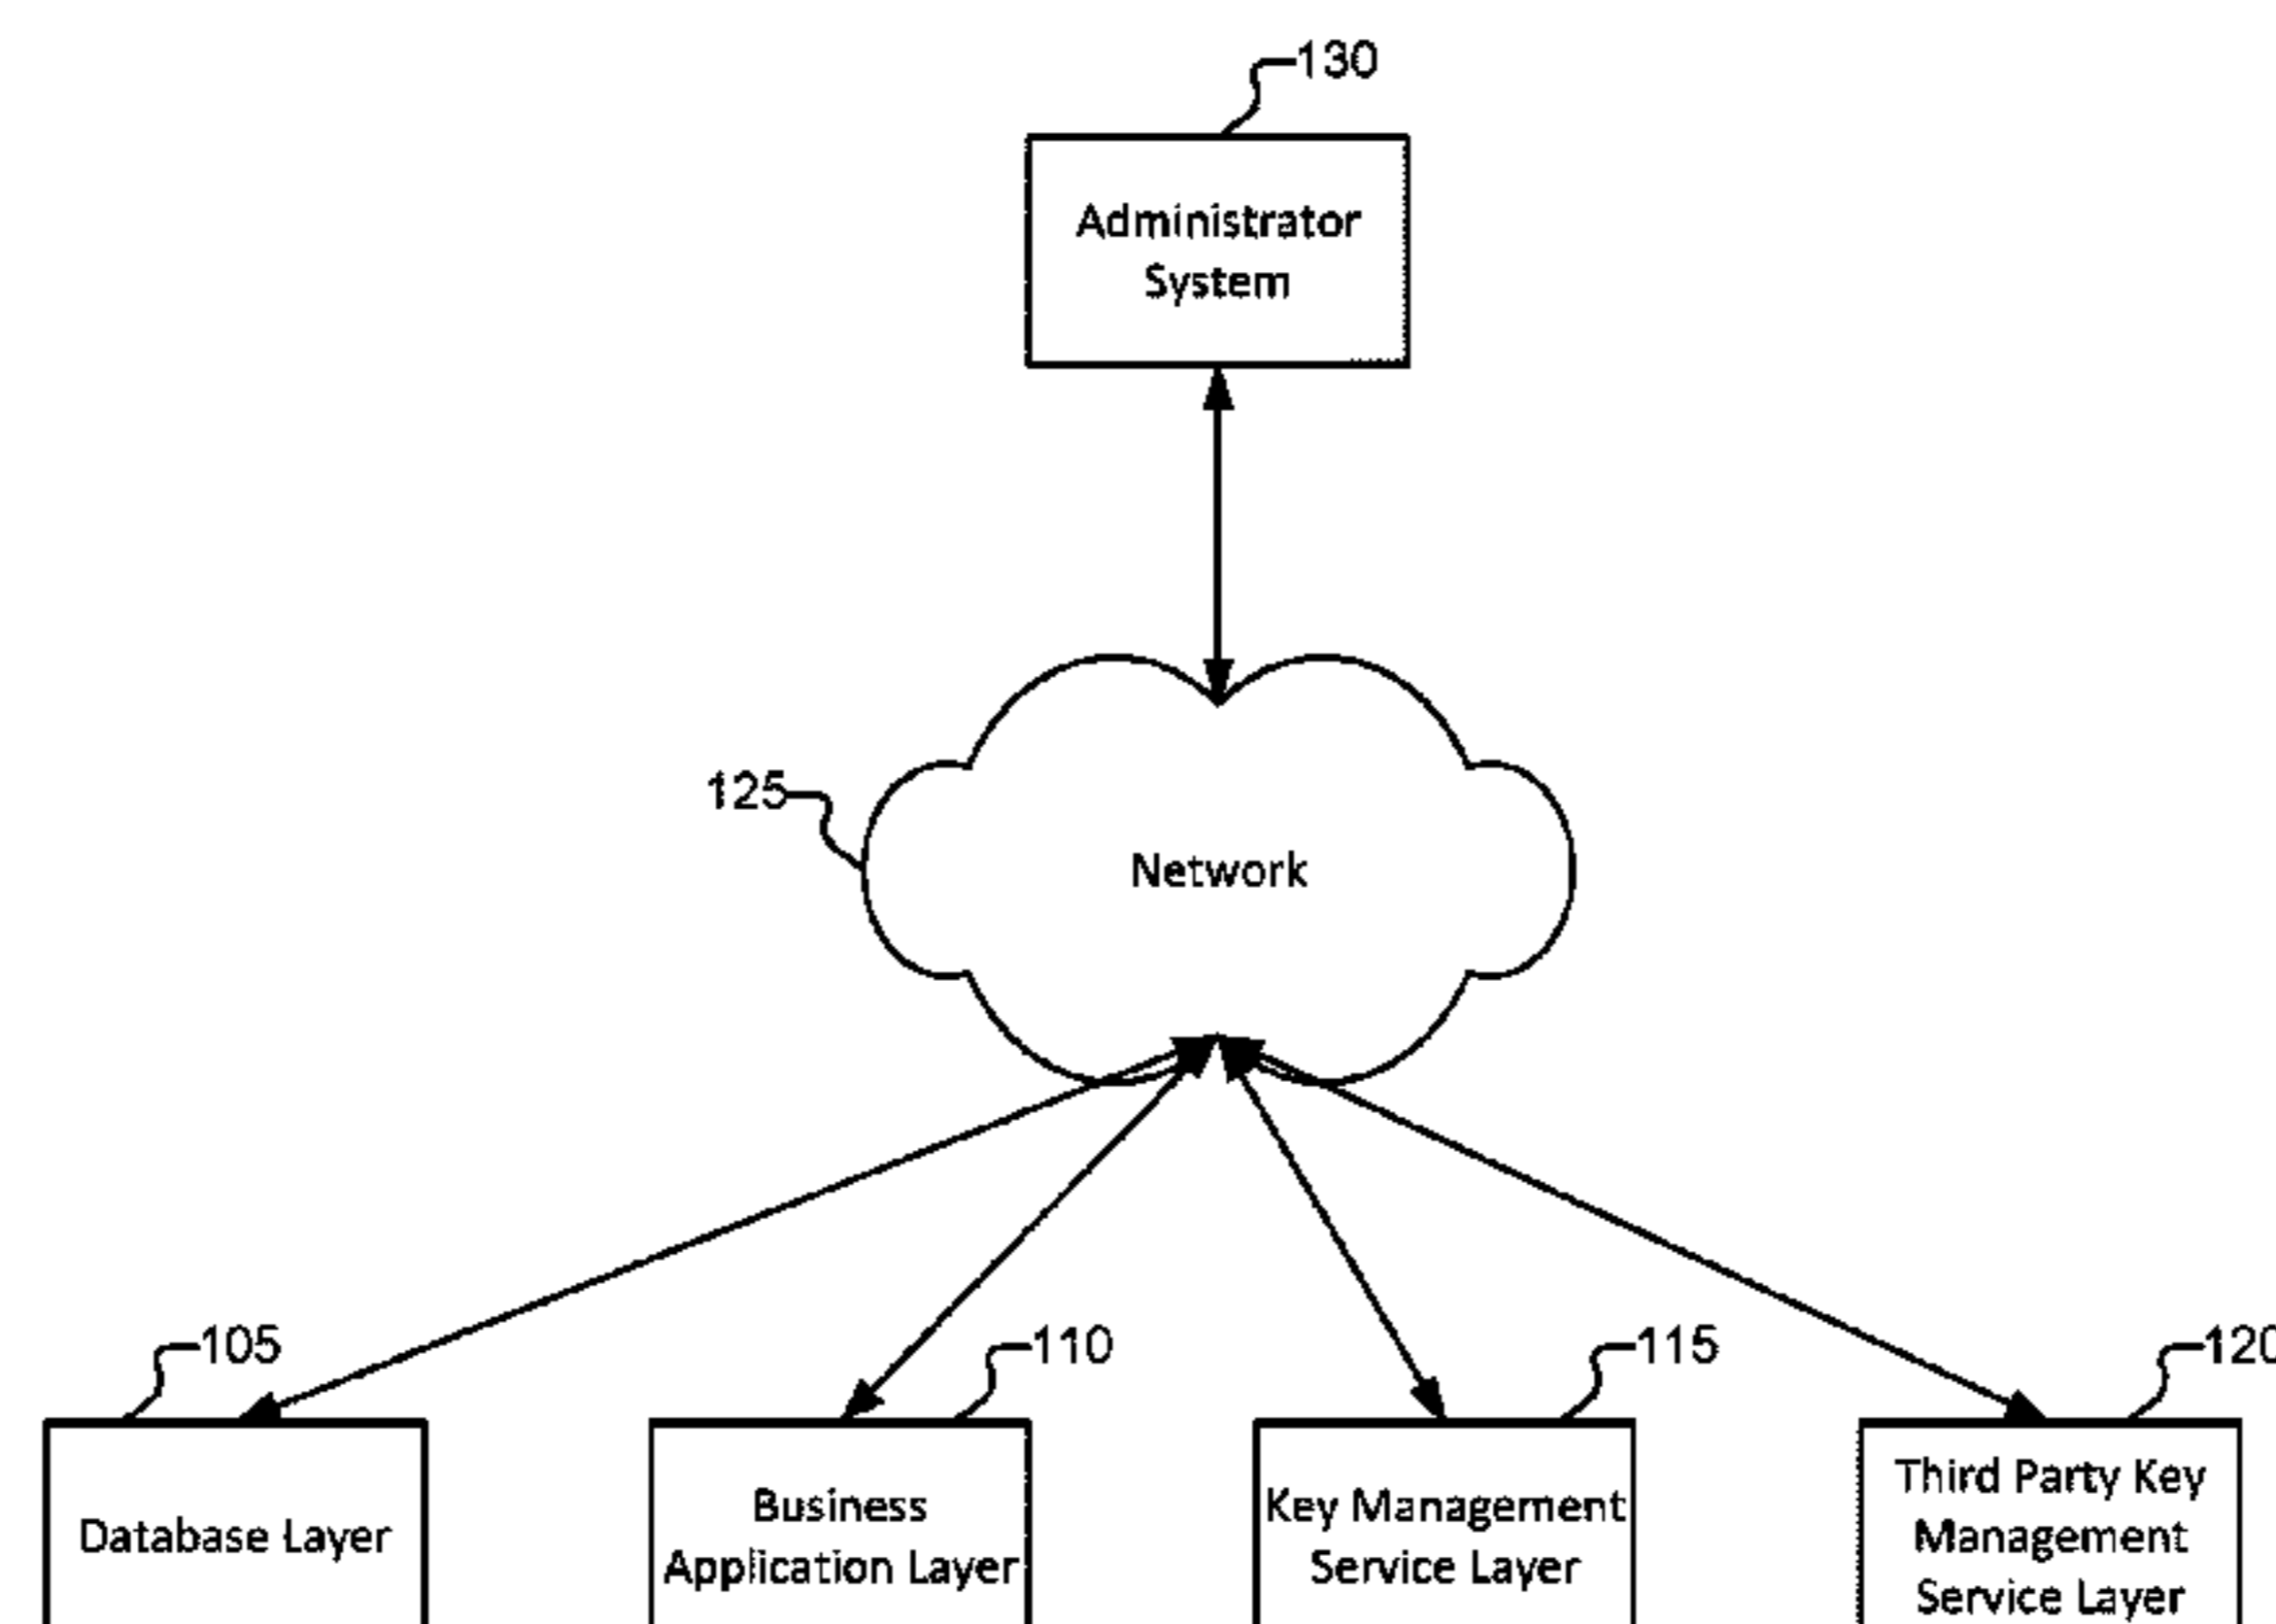 130
Administrator
System
125
Network
105
110
115
120
Database Layer
Business
Application Layer
Key Management
Service Layer
Third Party Key
Management
Service Layer